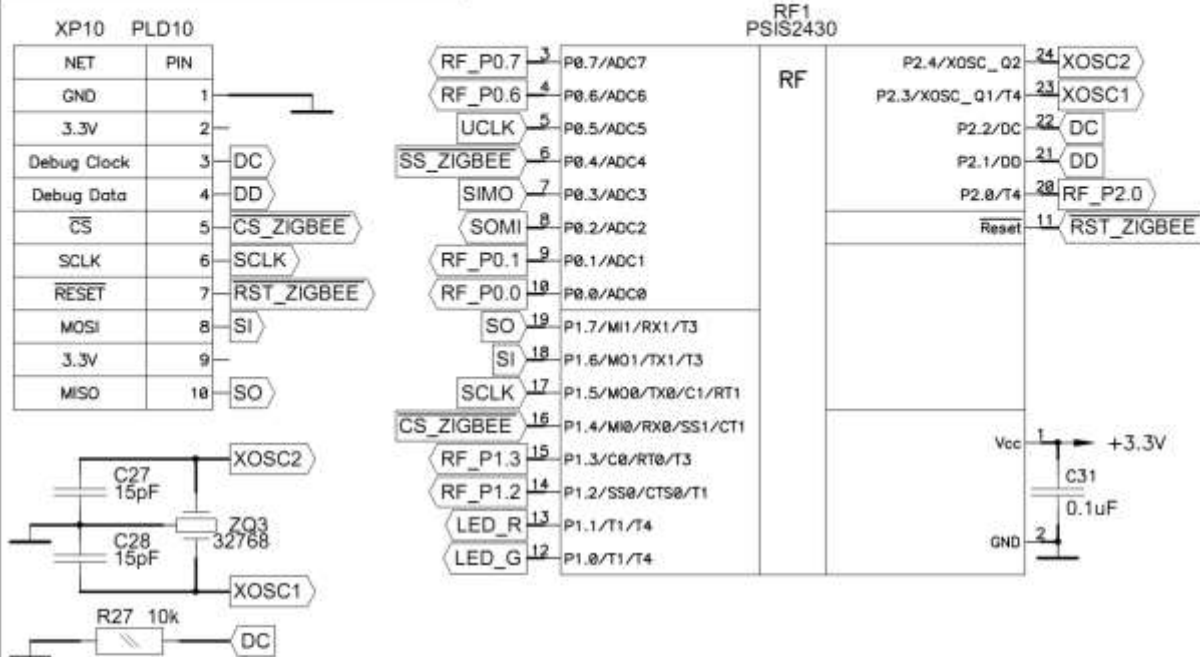 XP10 PLD10
NET PIN
GND 1
3.3V 2
Debug Clock 3 DC
Debug Data 4 DD
CS 5 CS_ZIGBEE
SCLK 6 SCLK
RESET 7 RST_ZIGBEE
MOSI 8 SI
3.3V 9
MISO 10 SO
XOSC2
C27
15pF
ZQ3
32768
C28
15pF
XOSC1
R27 10k
DC
RF1
PSIS2430
RF
RF_P0.7 3 P0.7/ADC7
RF_P0.6 4 P0.6/ADC6
UCLK 5 P0.5/ADC5
SS_ZIGBEE 6 P0.4/ADC4
SIMO 7 P0.3/ADC3
SOMI 8 P0.2/ADC2
RF_P0.1 9 P0.1/ADC1
RF_P0.0 10 P0.0/ADC0
SO 19 P1.7/MI1/RX1/T3
SI 18 P1.6/MO1/TX1/T3
SCLK 17 P1.5/MO0/TX0/C1/RT1
CS_ZIGBEE 16 P1.4/MI0/RX0/SS1/CT1
RF_P1.3 15 P1.3/C0/RT0/T3
RF_P1.2 14 P1.2/SS0/CTS0/T1
LED_R 13 P1.1/T1/T4
LED_G 12 P1.0/T1/T4
P2.4/XOSC_Q2 24 XOSC2
P2.3/XOSC_Q1/T4 23 XOSC1
P2.2/DC 22 DC
P2.1/DD 21 DD
P2.0/T4 20 RF_P2.0
Reset 11 RST_ZIGBEE
Vcc 1 +3.3V
C31
0.1uF
GND 2